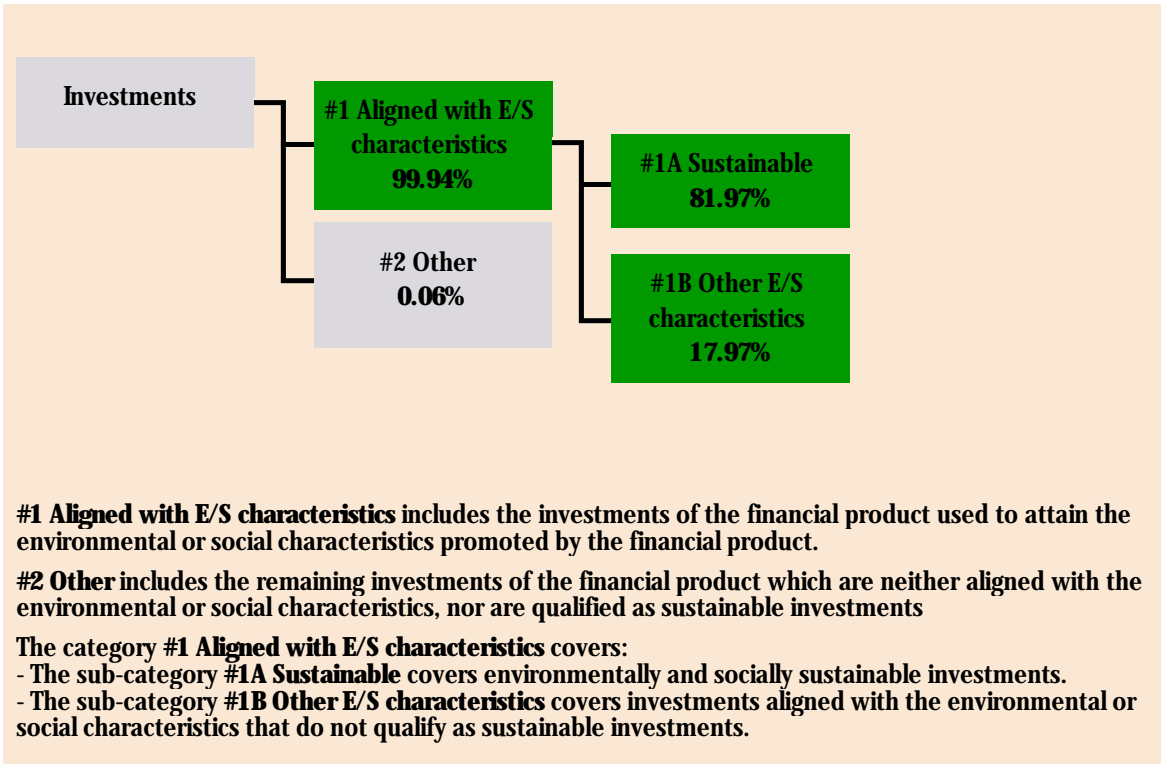 Investments
#1 Aligned with E/S
characteristics
99.94%
#2 Other
0.06%
#1A Sustainable
81.97%
#1B Other E/S
characteristics
17.97%
#1 Aligned with E/S characteristics includes the investments of the financial product used to attain the
environmental or social characteristics promoted by the financial product.
#2 Other includes the remaining investments of the financial product which are neither aligned with the
environmental or social characteristics, nor are qualified as sustainable investments
The category #1 Aligned with E/S characteristics covers:
- The sub-category #1A Sustainable covers environmentally and socially sustainable investments.
- The sub-category #1B Other E/S characteristics covers investments aligned with the environmental or
social characteristics that do not qualify as sustainable investments.